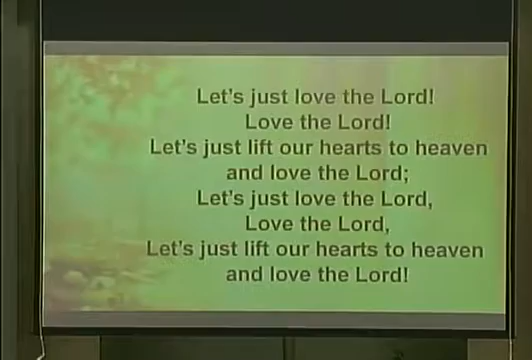 Let's just love the Lord!
Love the Lord!
Let's just lift our hearts to heaven
and love the Lord;
Let's just love the Lord,
Love the Lord,
Let's just lift our hearts to heaven
and love the Lord!